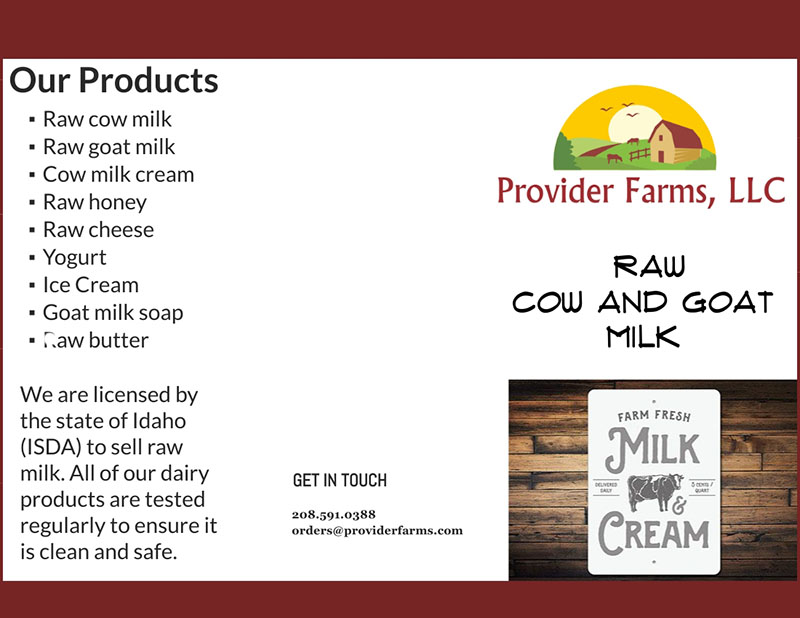 Our Products
▪ Raw cow milk
▪ Raw goat milk
▪ Cow milk cream
▪ Raw honey
▪ Raw cheese
▪ Yogurt
▪ Ice Cream
▪ Goat milk soap
▪ Raw butter
We are licensed by
the state of Idaho
(ISDA) to sell raw
milk. All of our dairy
products are tested
regularly to ensure it
is clean and safe.
GET IN TOUCH
208.591.0388
orders@providerfarms.com
Provider Farms, LLC
RAW
COW AND GOAT
MILK
FARM FRESH
MILK
DELIVERED
DAILY
5 CENTS /
QUART
&
CREAM